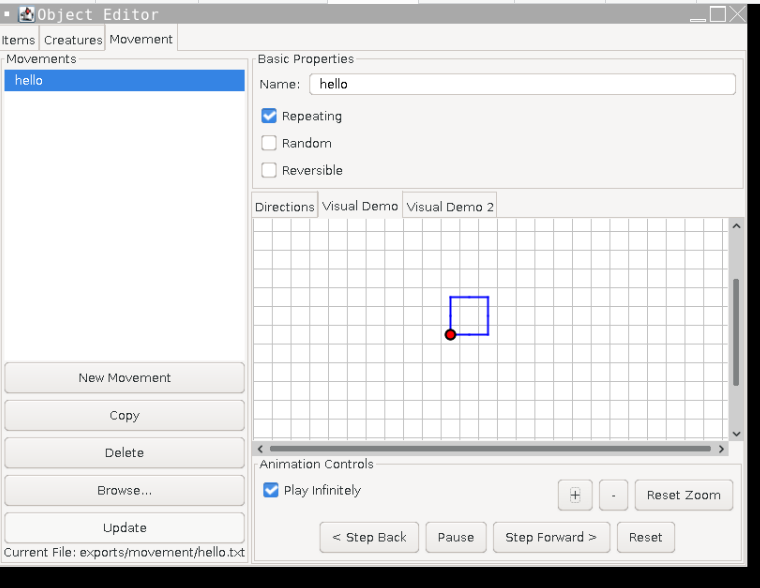 Object Editor
Items Creatures Movement
Movements
hello
New Movement
Copy
Delete
Browse...
Update
Current File: exports/movement/hello.txt
Basic Properties
Name: hello
Repeating
Random
Reversible
Directions Visual Demo Visual Demo 2
Animation Controls
Play Infinitely
+ - Reset Zoom
< Step Back Pause Step Forward > Reset